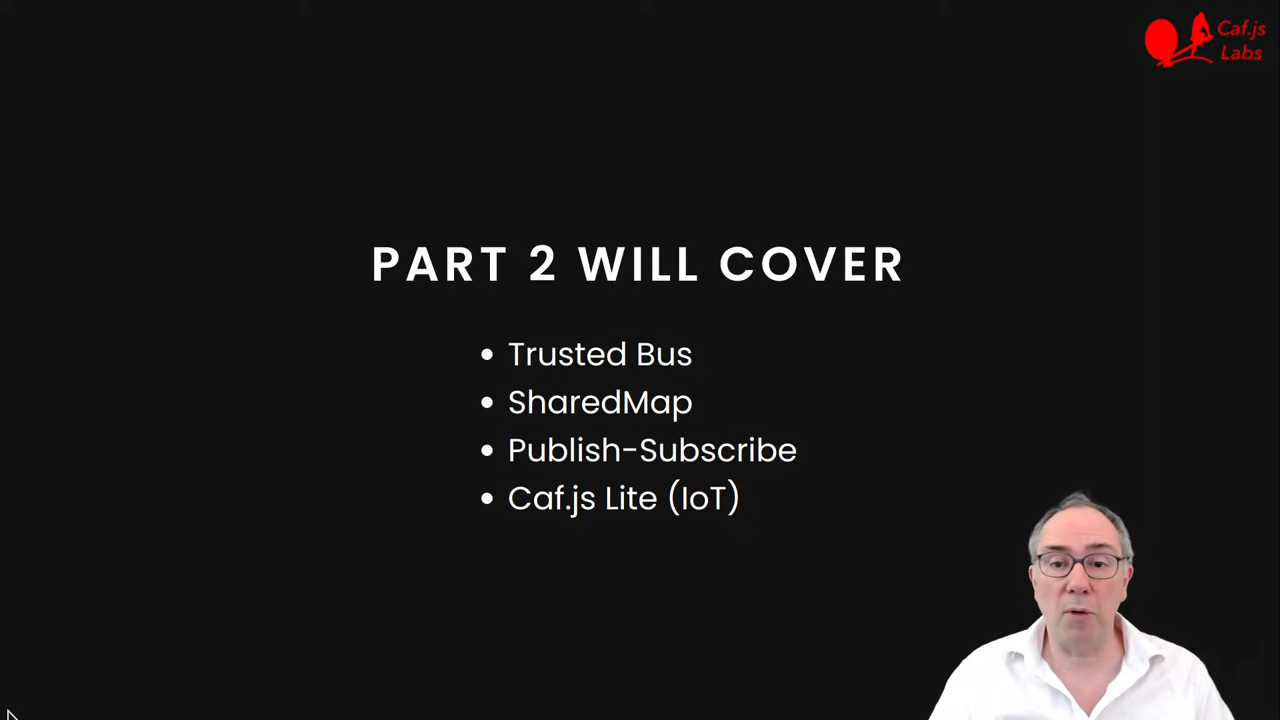 Caf.js
Labs
PART 2 WILL COVER
• Trusted Bus
• SharedMap
• Publish-Subscribe
• Caf.js Lite (IoT)